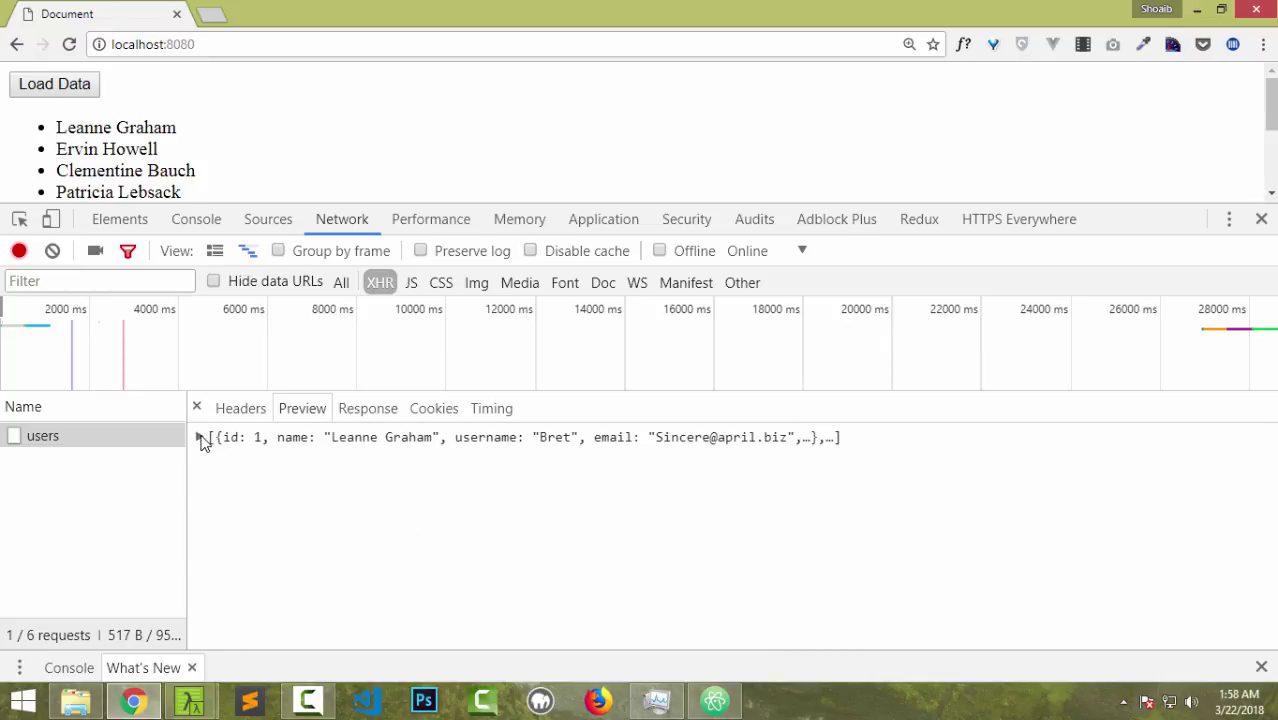 Document
Shoaib
localhost:8080
f?
Load Data
• Leanne Graham
• Ervin Howell
• Clementine Bauch
• Patricia Lebsack
Elements Console Sources Network Performance Memory Application Security Audits Adblock Plus Redux HTTPS Everywhere
View: Group by frame Preserve log Disable cache Offline Online
Filter Hide data URLs All XHR JS CSS Img Media Font Doc WS Manifest Other
2000 ms 4000 ms 6000 ms 8000 ms 10000 ms 12000 ms 14000 ms 16000 ms 18000 ms 20000 ms 22000 ms 24000 ms 26000 ms 28000 ms
Name Headers Preview Response Cookies Timing
users
[{id: 1, name: "Leanne Graham", username: "Bret", email: "Sincere@april.biz",…},…]
1 / 6 requests | 517 B / 95...
Console What's New
Ps
1:58 AM
3/22/2018